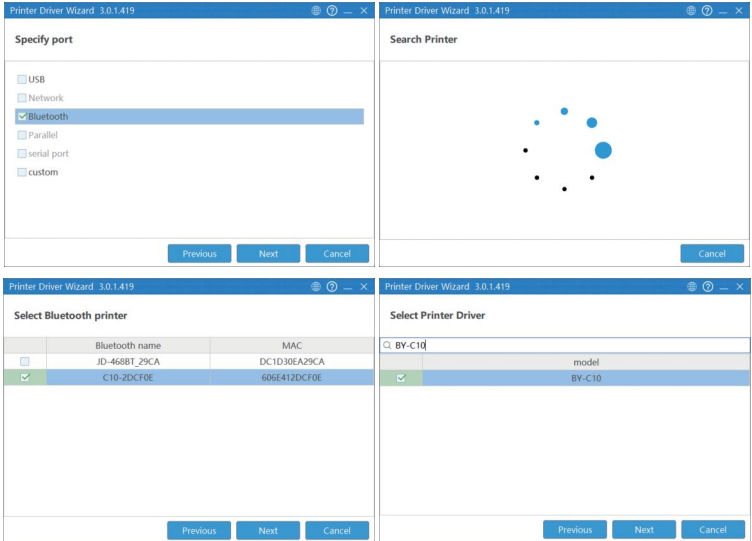 Printer Driver Wizard 3.0.1.419
Specify port
USB
Network
Bluetooth
Parallel
serial port
custom
Previous Next Cancel
Printer Driver Wizard 3.0.1.419
Search Printer
Cancel
Printer Driver Wizard 3.0.1.419
Select Bluetooth printer
Bluetooth name MAC
JD-468BT_29CA DC1D30EA29CA
C10-2DCF0E 606E412DCF0E
Previous Next Cancel
Printer Driver Wizard 3.0.1.419
Select Printer Driver
BY-C10
model
BY-C10
Previous Next Cancel